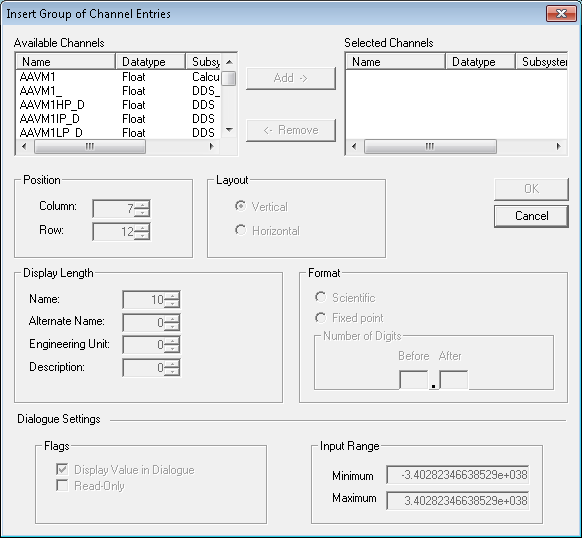 Insert Group of Channel Entries
Available Channels
Selected Channels
Name Datatype Subsy
AAVM1 Float Calcu
AAVM1_ Float DDS_
AAVM1HP_D Float DDS
AAVM1IP_D Float DDS
AAVM1LP_D Float DDS
Add ->
<- Remove
Name Datatype Subsystem
Position
Column: 7
Row: 12
Layout
Vertical
Horizontal
OK
Cancel
Display Length
Name: 10
Alternate Name: 0
Engineering Unit: 0
Description: 0
Format
Scientific
Fixed point
Number of Digits
Before After
.
Dialogue Settings
Flags
Display Value in Dialogue
Read-Only
Input Range
Minimum -3.40282346638529e+038
Maximum 3.40282346638529e+038